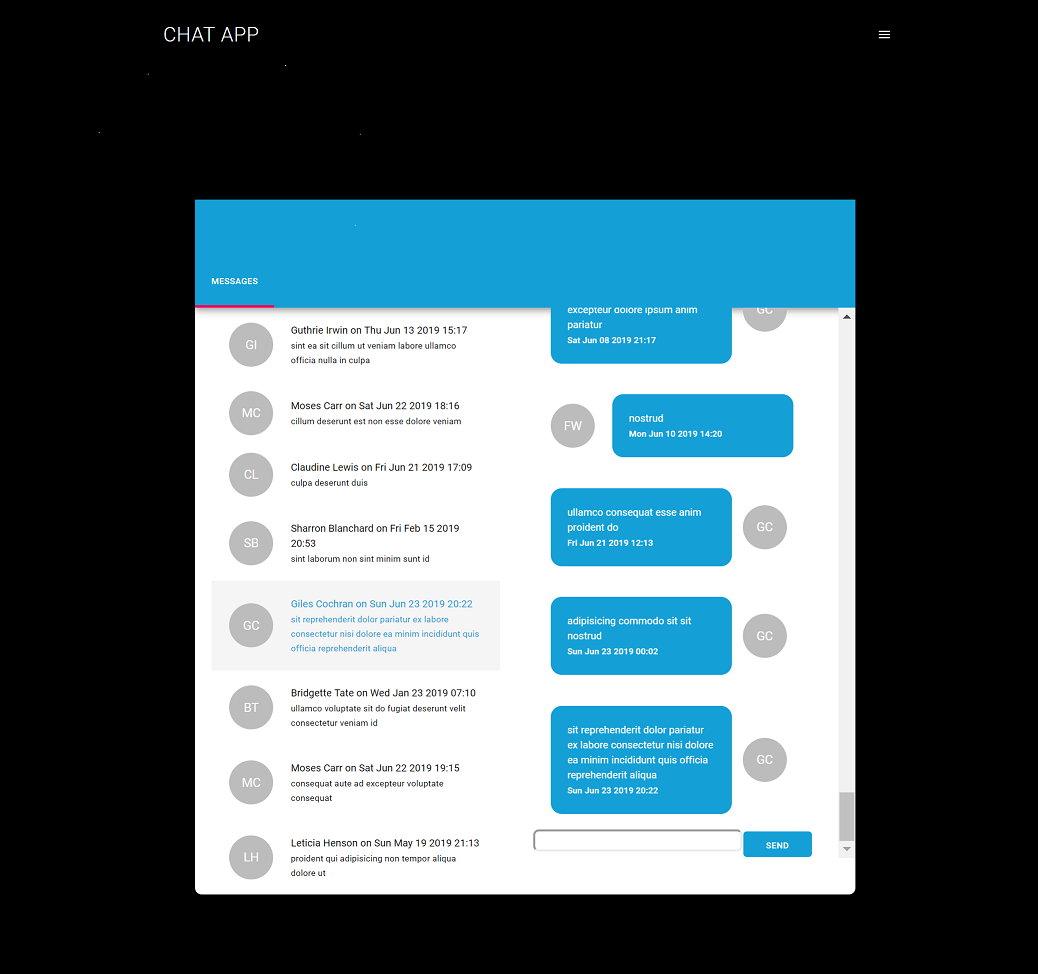 CHAT APP
MESSAGES
GI
Guthrie Irwin on Thu Jun 13 2019 15:17
sint ea sit cillum ut veniam labore ullamco
officia nulla in culpa
MC
Moses Carr on Sat Jun 22 2019 18:16
cillum deserunt est non esse dolore veniam
CL
Claudine Lewis on Fri Jun 21 2019 17:09
culpa deserunt duis
SB
Sharron Blanchard on Fri Feb 15 2019
20:53
sint laborum non sint minim sunt id
GC
Giles Cochran on Sun Jun 23 2019 20:22
sit reprehenderit dolor pariatur ex labore
consectetur nisi dolore ea minim incididunt quis
officia reprehenderit aliqua
BT
Bridgette Tate on Wed Jan 23 2019 07:10
ullamco voluptate sit do fugiat deserunt velit
consectetur veniam id
MC
Moses Carr on Sat Jun 22 2019 19:15
consequat aute ad excepteur voluptate
consequat
LH
Leticia Henson on Sun May 19 2019 21:13
proident qui adipisicing non tempor aliqua
dolore ut
excepteur dolore ipsum anim
pariatur
Sat Jun 08 2019 21:17
GC
FW
nostrud
Mon Jun 10 2019 14:20
ullamco consequat esse anim
proident do
Fri Jun 21 2019 12:13
GC
adipisicing commodo sit sit
nostrud
Sun Jun 23 2019 00:02
GC
sit reprehenderit dolor pariatur
ex labore consectetur nisi dolore
ea minim incididunt quis officia
reprehenderit aliqua
Sun Jun 23 2019 20:22
GC
SEND